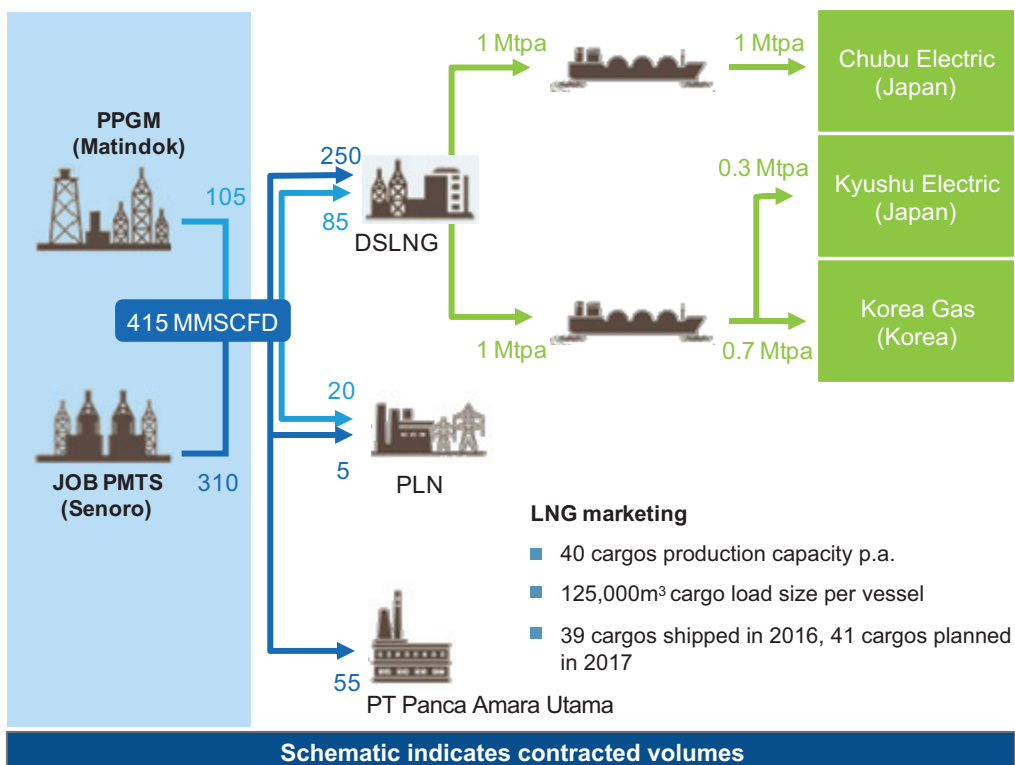 PPGM
(Matindok)
105
415 MMSCFD
JOB PMTS
(Senoro)
310
250
85
DSLNG
20
5
PLN
55
PT Panca Amara Utama
1 Mtpa
1 Mtpa
Chubu Electric
(Japan)
0.3 Mtpa
Kyushu Electric
(Japan)
1 Mtpa
0.7 Mtpa
Korea Gas
(Korea)
LNG marketing
40 cargos production capacity p.a.
125,000m³ cargo load size per vessel
39 cargos shipped in 2016, 41 cargos planned
in 2017
Schematic indicates contracted volumes